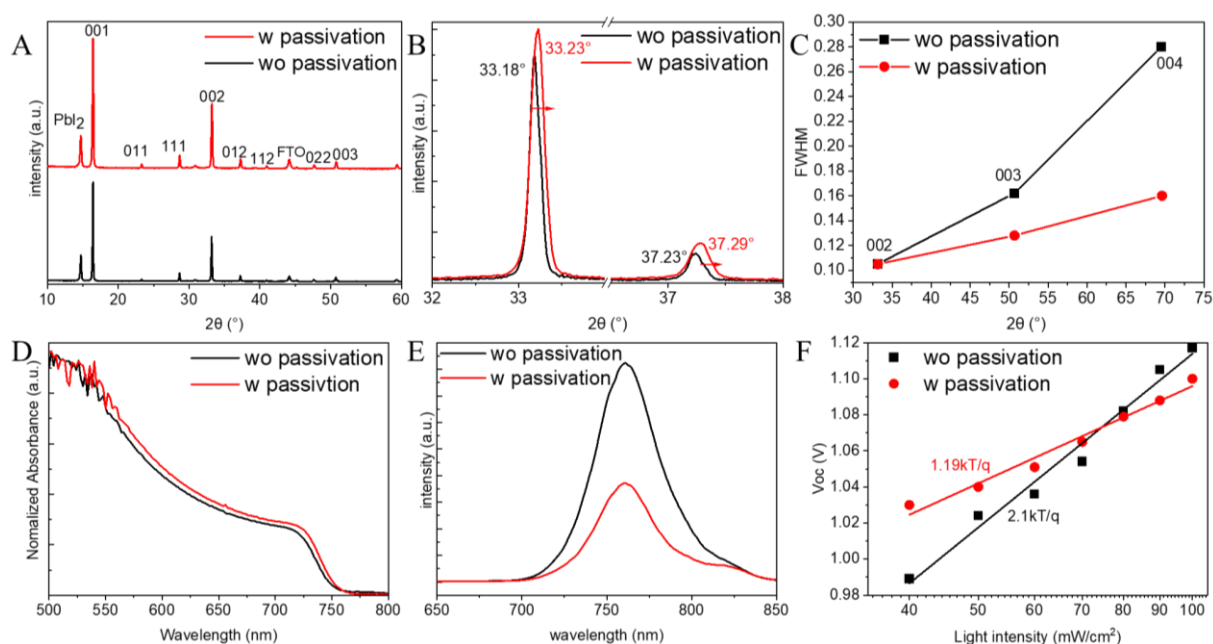 A
001
w passivation
wo passivation
PbI2
011
111
002
012
112
FTO
022
003
intensity (a.u.)
10 20 30 40 50 60
2θ (°)
B
wo passivation
w passivation
33.23°
33.18°
37.23°
37.29°
intensity (a.u.)
32 33 37 38
2θ (°)
C
wo passivation
w passivation
004
003
002
FWHM
0.28
0.26
0.24
0.22
0.20
0.18
0.16
0.14
0.12
0.10
30 35 40 45 50 55 60 65 70 75
2θ (°)
D
wo passivation
w passivtion
Nomalized Absorbance (a.u.)
500 550 600 650 700 750 800
Wavelength (nm)
E
wo passivation
w passivation
intensity (a.u.)
650 700 750 800 850
wavelength (nm)
F
wo passivation
w passivation
1.19kT/q
2.1kT/q
Voc (V)
1.12
1.10
1.08
1.06
1.04
1.02
1.00
0.98
40 50 60 70 80 90 100
Light intensity (mW/cm²)